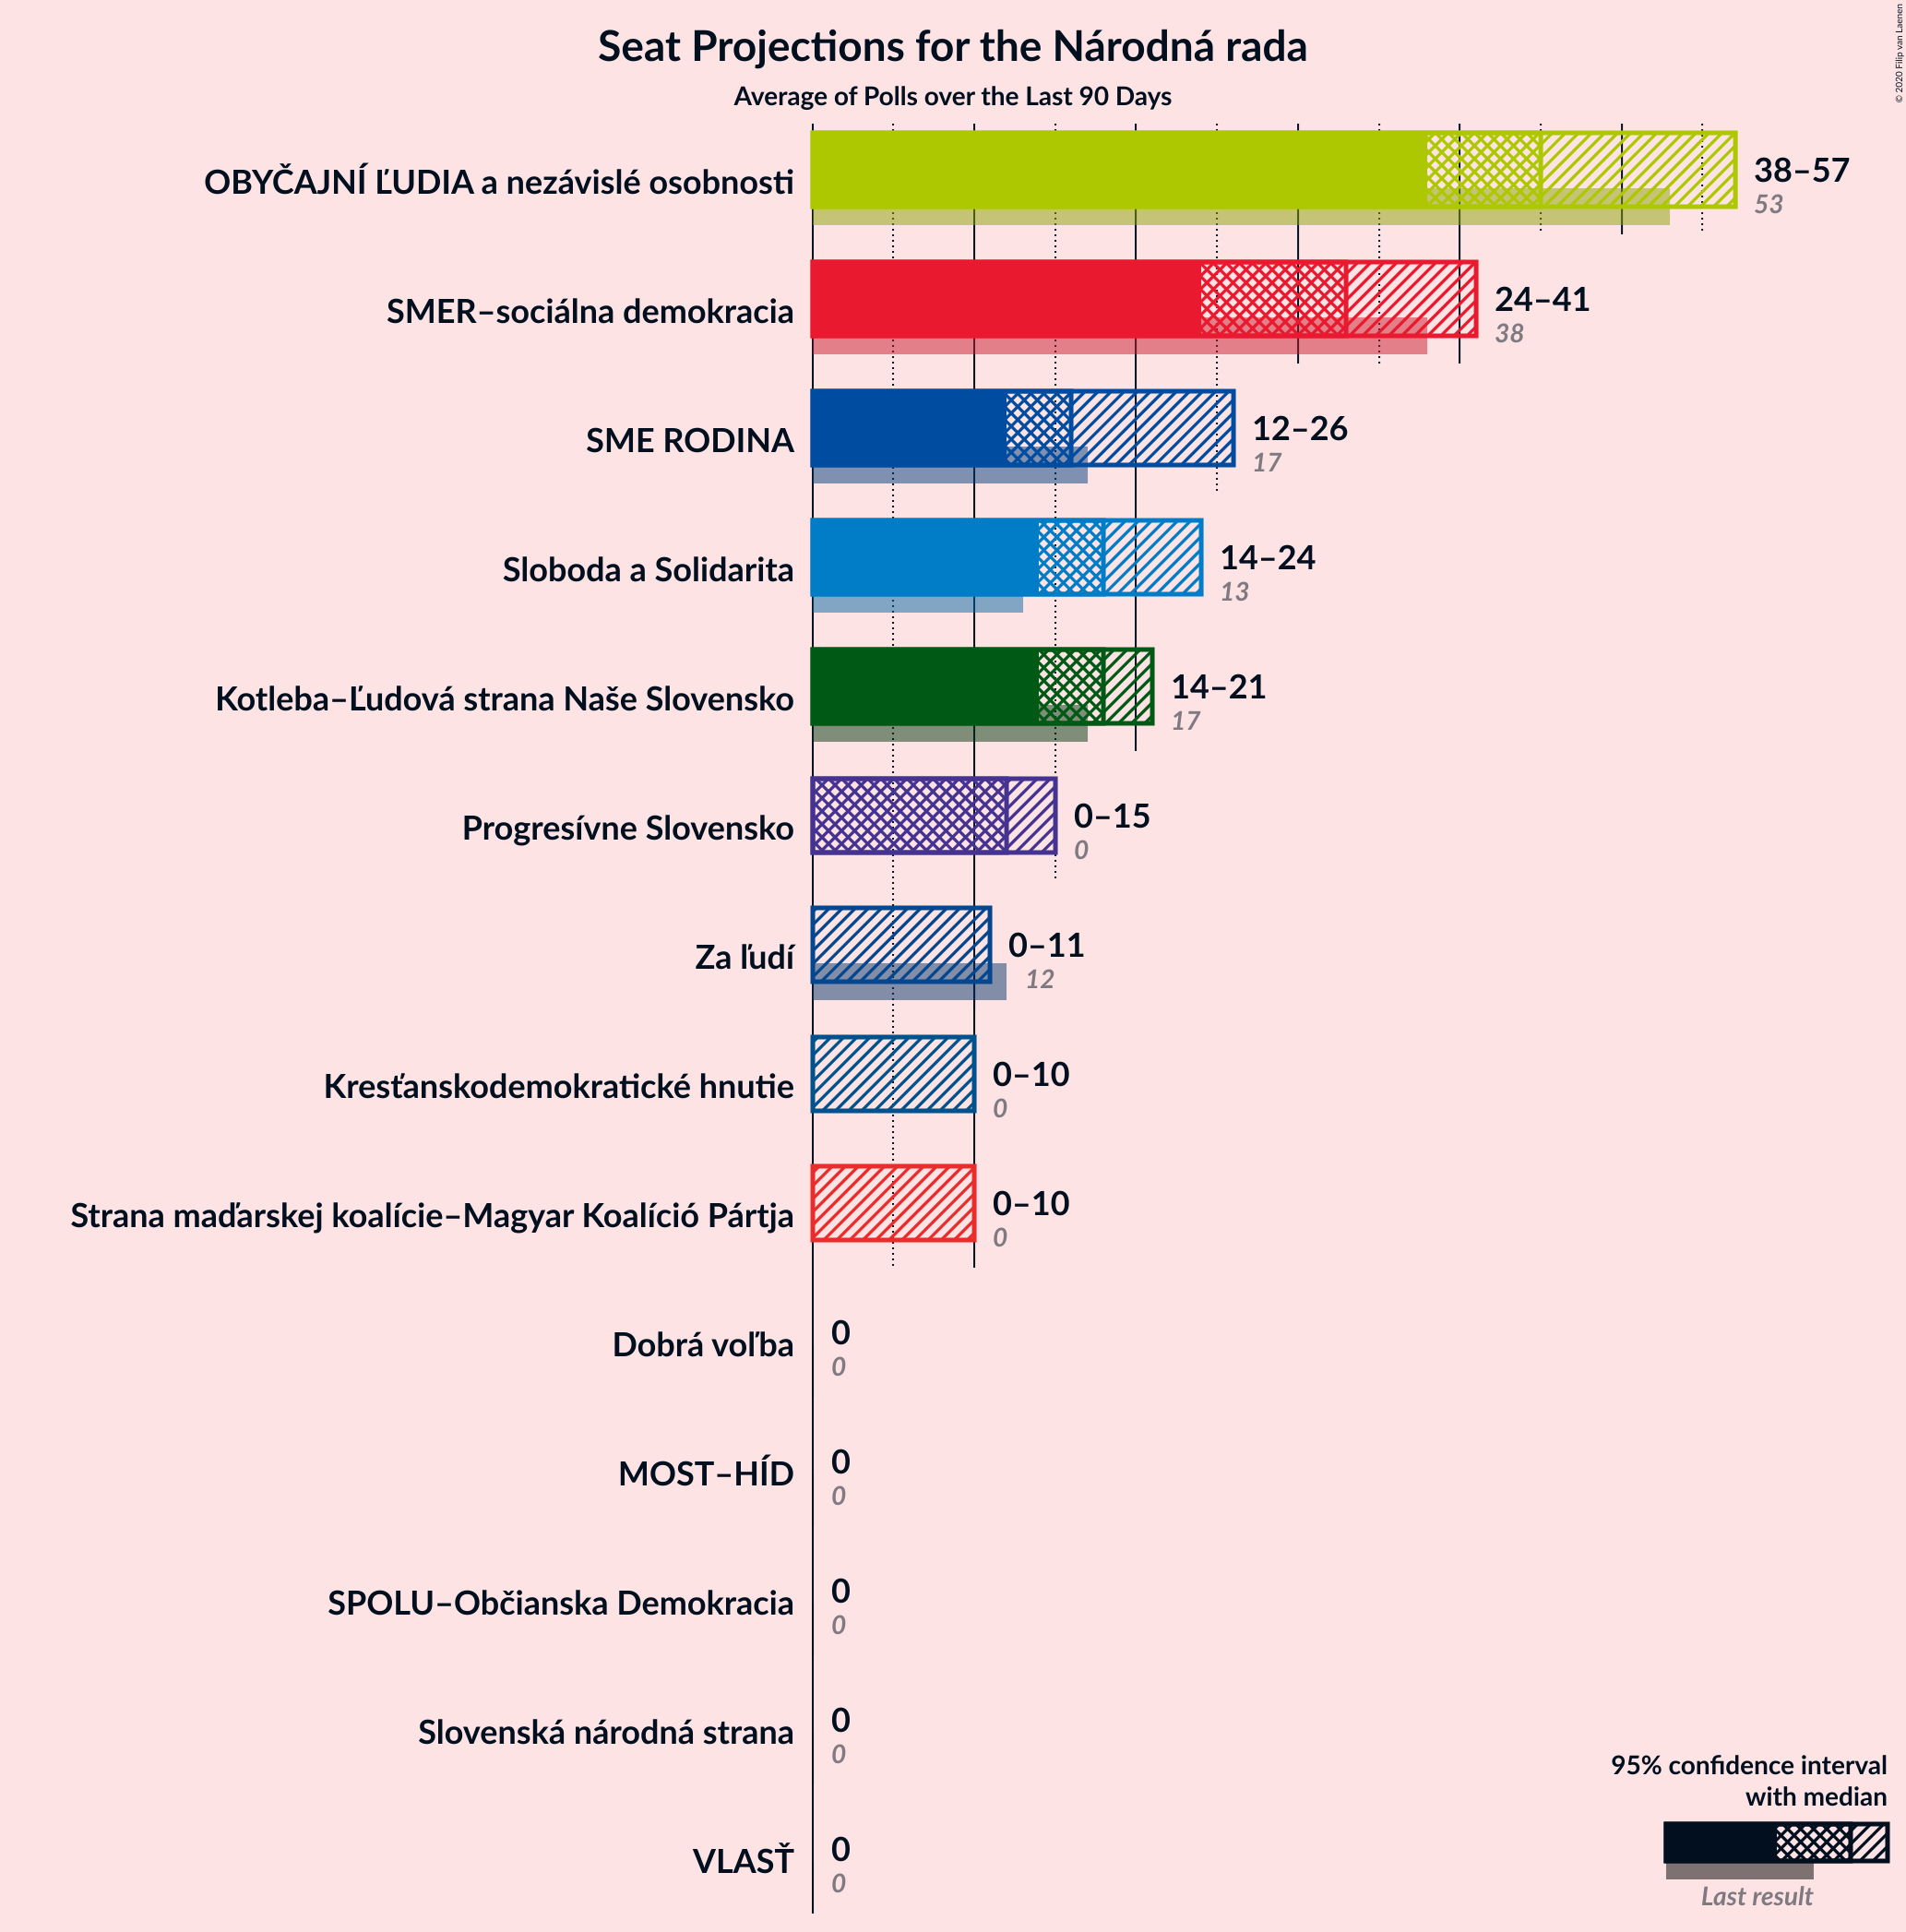 Seat Projections for the Národná rada
Average of Polls over the Last 90 Days
© 2020 Filip van Laenen
OBYČAJNÍ ĽUDIA a nezávislé osobnosti
38–57
53
SMER–sociálna demokracia
24–41
38
SME RODINA
12–26
17
Sloboda a Solidarita
14–24
13
Kotleba–Ľudová strana Naše Slovensko
14–21
17
Progresívne Slovensko
0–15
0
Za ľudí
0–11
12
Kresťanskodemokratické hnutie
0–10
0
Strana maďarskej koalície–Magyar Koalíció Pártja
0–10
0
Dobrá voľba
0
0
MOST–HÍD
0
0
SPOLU–Občianska Demokracia
0
0
Slovenská národná strana
0
0
VLASŤ
0
0
95% confidence interval
with median
Last result